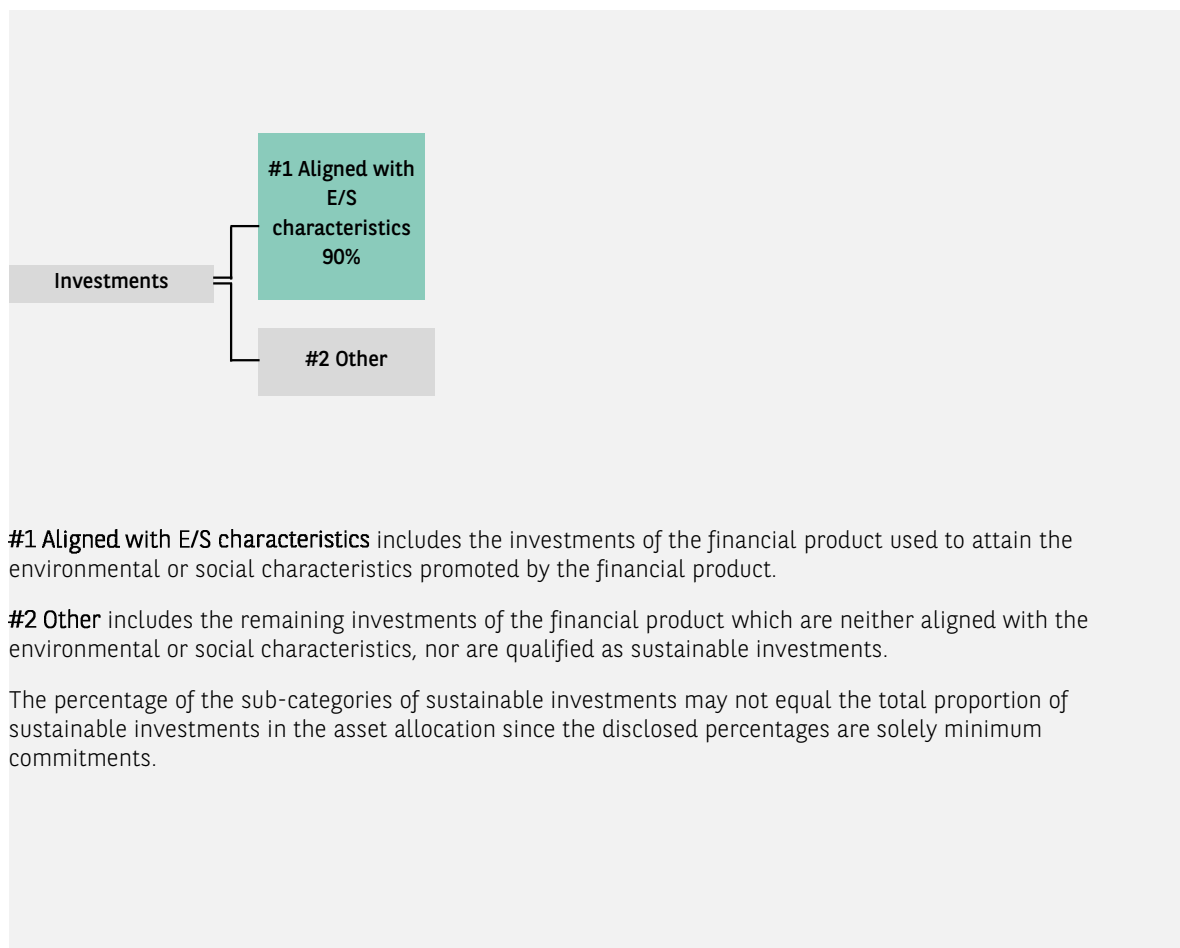 #1 Aligned with
E/S
characteristics
90%
Investments
#2 Other
#1 Aligned with E/S characteristics includes the investments of the financial product used to attain the
environmental or social characteristics promoted by the financial product.
#2 Other includes the remaining investments of the financial product which are neither aligned with the
environmental or social characteristics, nor are qualified as sustainable investments.
The percentage of the sub-categories of sustainable investments may not equal the total proportion of
sustainable investments in the asset allocation since the disclosed percentages are solely minimum
commitments.